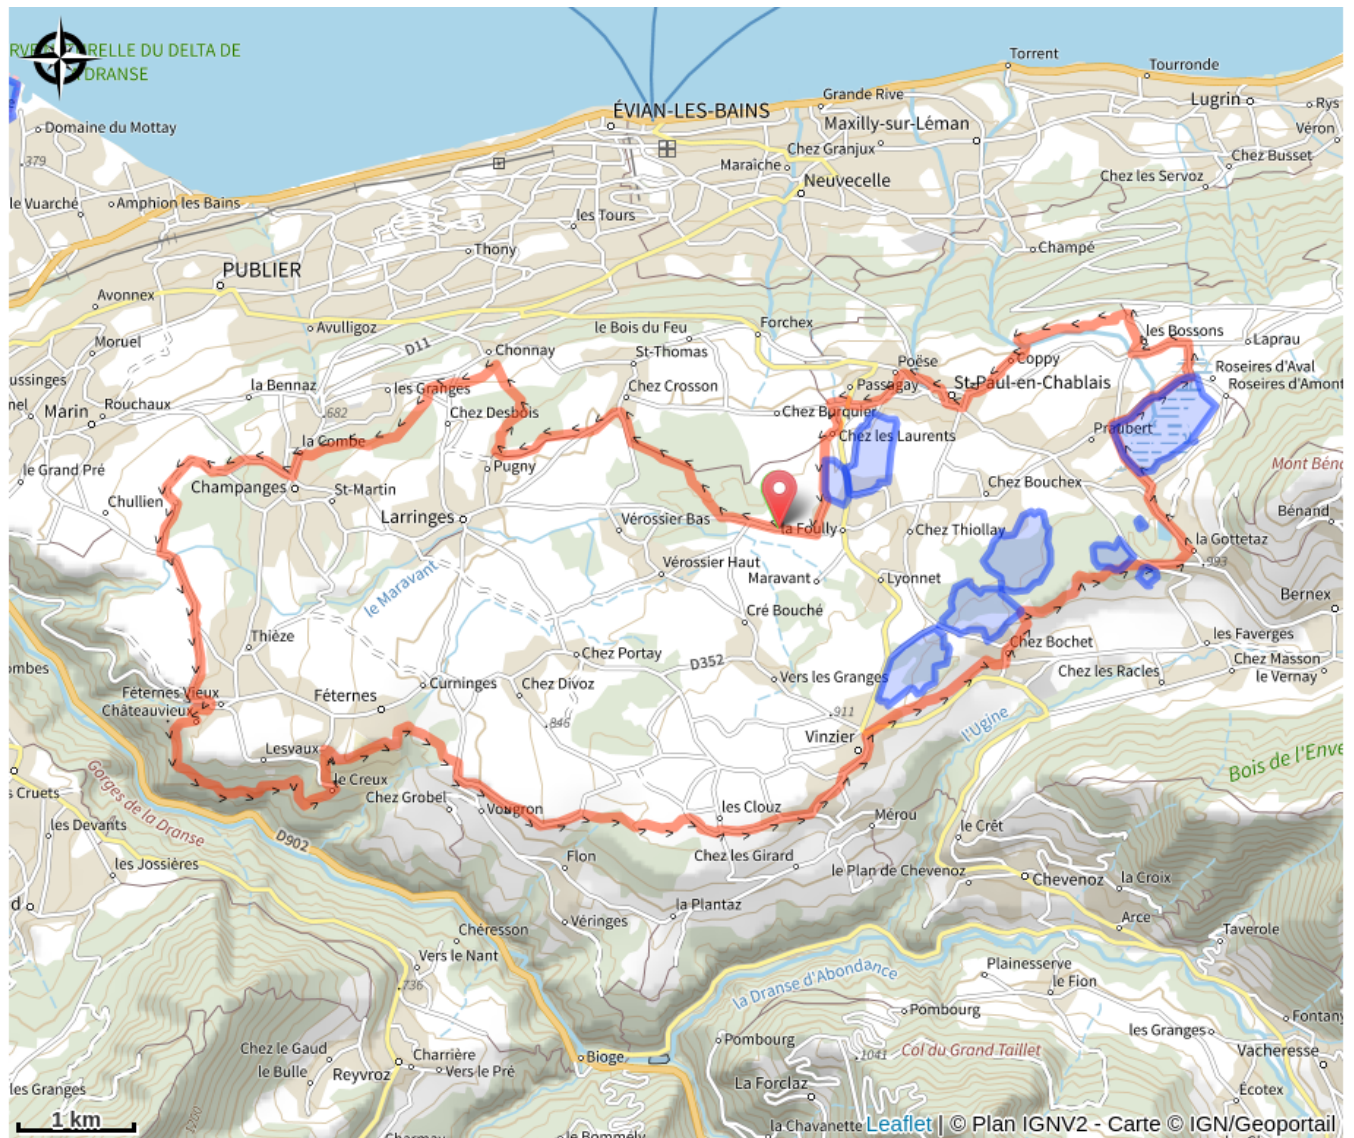 RVE NATURELLE DU DELTA DE
DRANSE
Torrent
Tourronde
Grande Rive
Lugrin
Rys
ÉVIAN-LES-BAINS
Maxilly-sur-Léman
Véron
Domaine du Mottay
Chez Granjux
Chez Busset
.379
Maraîche
Chez les Servoz
Neuvecelle
le Vuarché
Amphion les Bains
les Tours
Thony
Champé
PUBLIER
Avonnex
Avulligoz
le Bois du Feu
Forchex
les Bossons
Laprau
Moruel
D11
Chonnay
St-Thomas
Poëse
Coppy
Roseires d'Aval
ussinges
la Bennaz
les Granges
Chez Crosson
Passagay
St-Paul-en-Chablais
Roseires d'Amont
nel
Marin
Rouchaux
.682
Chez Desbois
Chez Burquier
Praubert
la Combe
Chez les Laurents
le Grand Pré
Pugny
Mont Béna
Champanges
St-Martin
Chez Bouchex
Chullien
Larringes
Vérossier Bas
la Foully
Chez Thiollay
Bénand
la Gottetaz
Vérossier Haut
.993
le Maravant
Maravant
Lyonnet
Bernex
Cré Bouché
Thièze
Chez Bochet
les Faverges
ombes
Chez Portay
D352
Chez les Racles
Chez Masson
le Vernay
Féternes Vieux
Féternes
Curninges
Chez Divoz
Vers les Granges
Châteauvieux
.846
.911
l'Ugine
Vinzier
Lesvaux
Bois de l'Enve
le Creux
s Cruets
Gorges de la Dranse
Chez Grobel
Vougron
les Clouz
Mérou
les Devants
D902
le Crêt
les Jossières
Flon
Chez les Girard
le Plan de Chevenoz
Chevenoz
la Croix
d
la Plantaz
Véringes
Arce
Chéresson
Taverole
Vers le Nant
la Dranse d'Abondance
Plainesserve
le Fion
.736
Pombourg
Fontany
les Granges
Chez le Gaud
Charrière
Bioge
Pombourg
.1041
Col du Grand Taillet
Vacheresse
le Bulle
Reyvroz
Vers le Pré
La Forclaz
les Granges
Écotex
1200
1 km
Charmay
le Bommely
la Chavanette
Leaflet | © Plan IGNV2 - Carte © IGN/Geoportail